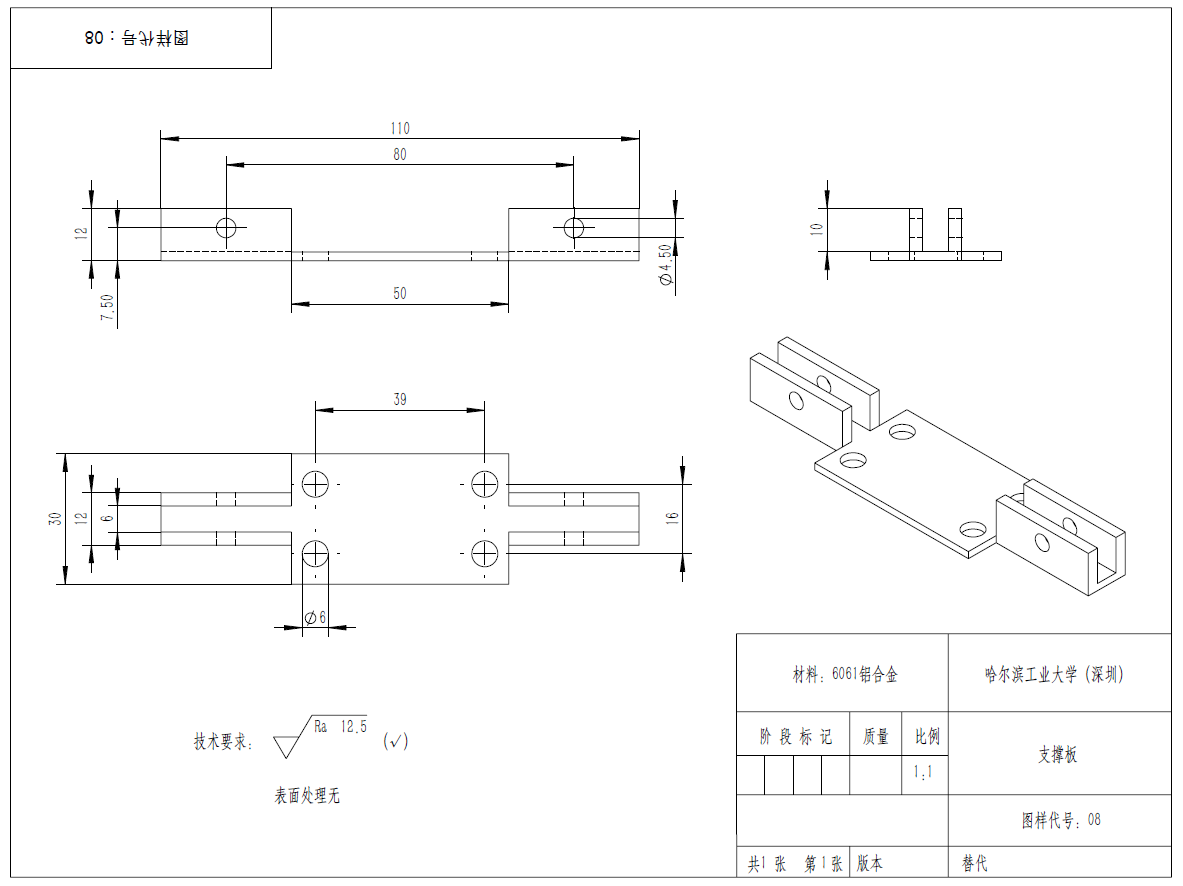 图样代号：08
110
80
12
7.50
Ø4.50
50
10
39
30
12
6
16
Ø6
技术要求:
Ra 12.5
(√)
表面处理无
材料: 6061铝合金
哈尔滨工业大学 (深圳)
阶 段 标 记
质量
比例
1:1
支撑板
图样代号: 08
共1 张 第1张
版本
替代